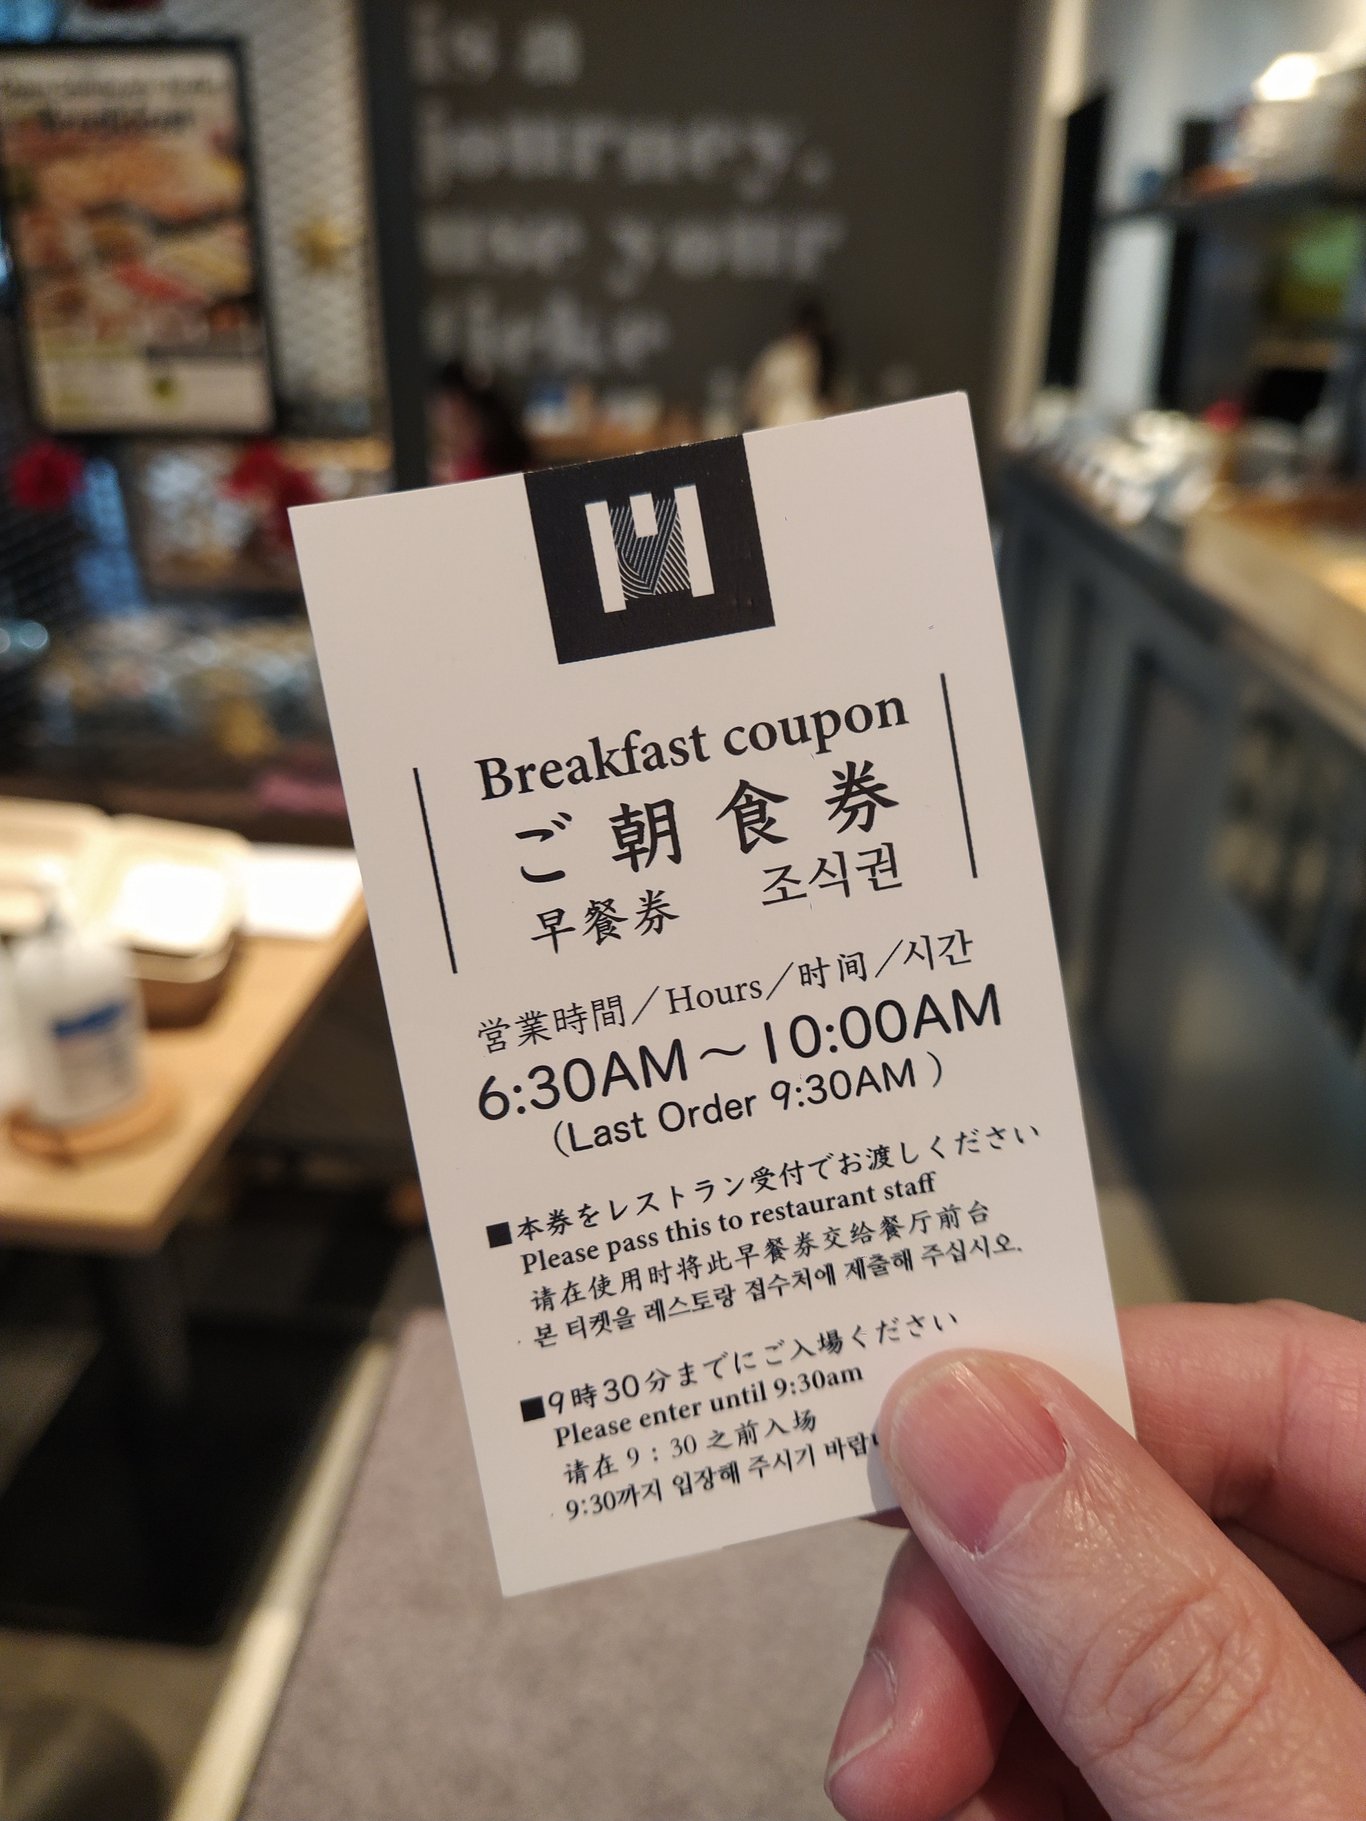 is a
journey.
your
Breakfast coupon
ご朝食券
早餐券 조식권
営業時間／Hours／时间／시간
6:30AM～10:00AM
（Last Order 9:30AM）
■本券をレストラン受付でお渡しください
Please pass this to restaurant staff
请在使用时将此早餐券交给餐厅前台
본 티켓을 레스토랑 접수처에 제출해 주십시오.
■9時30分までにご入場ください
Please enter until 9:30am
请在 9：30 之前入场
9:30까지 입장해 주시기